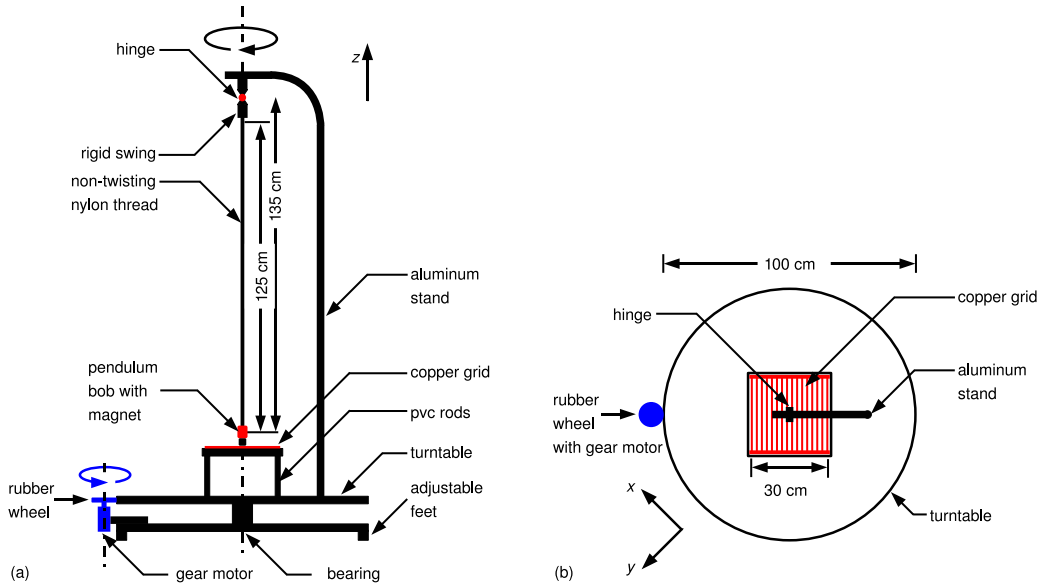 hinge
z
rigid swing
non-twisting
nylon thread
135 cm
125 cm
aluminum
stand
pendulum
bob with
magnet
copper grid
pvc rods
turntable
rubber
wheel
adjustable
feet
(a)
gear motor
bearing
100 cm
copper grid
hinge
aluminum
stand
rubber
wheel
with gear motor
30 cm
x
turntable
y
(b)